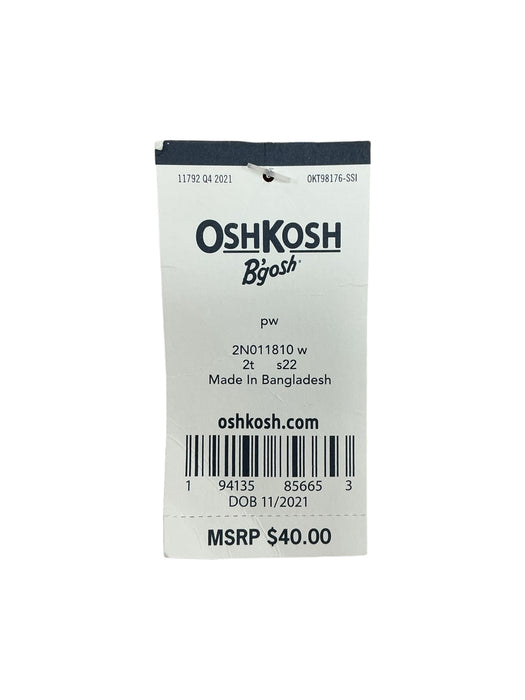 11792 Q4 2021 OKT98176-SSI
OSHKOSH
B'gosh
pw
2N011810 w
2t s22
Made In Bangladesh
oshkosh.com
1 94135 85665 3
DOB 11/2021
MSRP $40.00